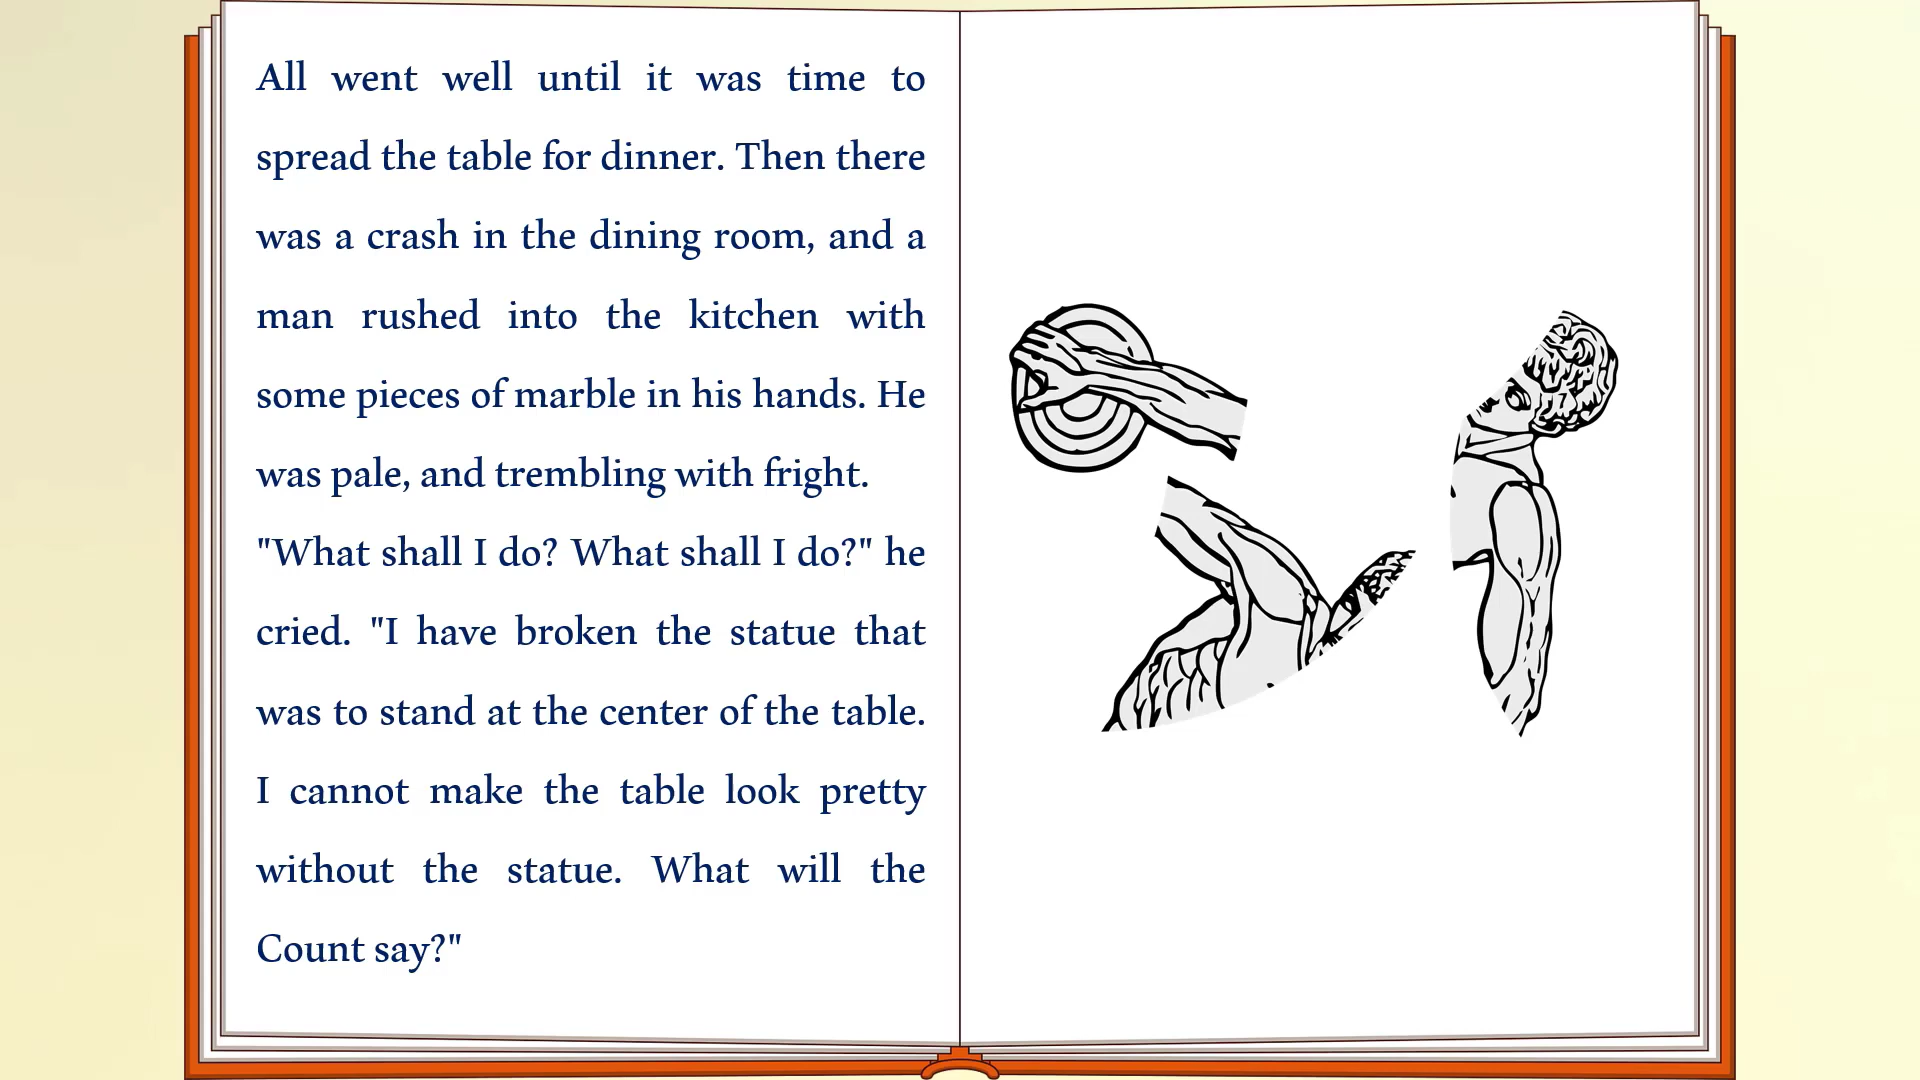 All went well until it was time to
spread the table for dinner. Then there
was a crash in the dining room, and a
man rushed into the kitchen with
some pieces of marble in his hands. He
was pale, and trembling with fright.
"What shall I do? What shall I do?" he
cried. "I have broken the statue that
was to stand at the center of the table.
I cannot make the table look pretty
without the statue. What will the
Count say?"